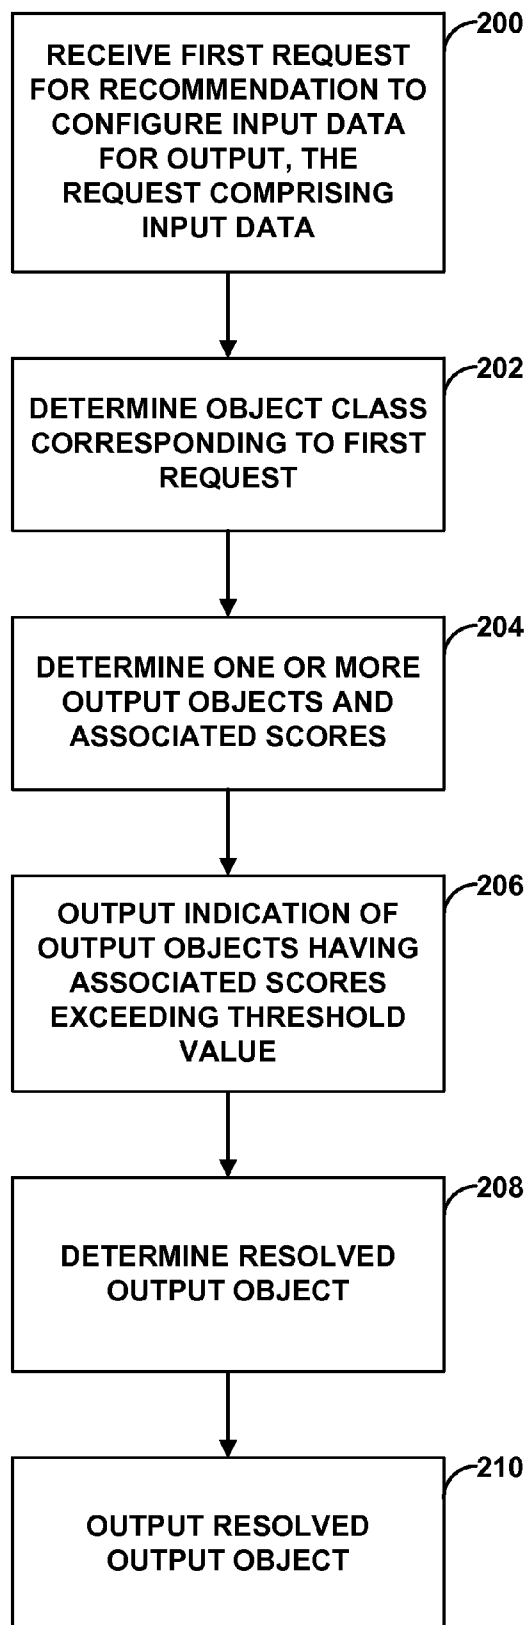 200
RECEIVE FIRST REQUEST
FOR RECOMMENDATION TO
CONFIGURE INPUT DATA
FOR OUTPUT, THE
REQUEST COMPRISING
INPUT DATA
202
DETERMINE OBJECT CLASS
CORRESPONDING TO FIRST
REQUEST
204
DETERMINE ONE OR MORE
OUTPUT OBJECTS AND
ASSOCIATED SCORES
206
OUTPUT INDICATION OF
OUTPUT OBJECTS HAVING
ASSOCIATED SCORES
EXCEEDING THRESHOLD
VALUE
208
DETERMINE RESOLVED
OUTPUT OBJECT
210
OUTPUT RESOLVED
OUTPUT OBJECT